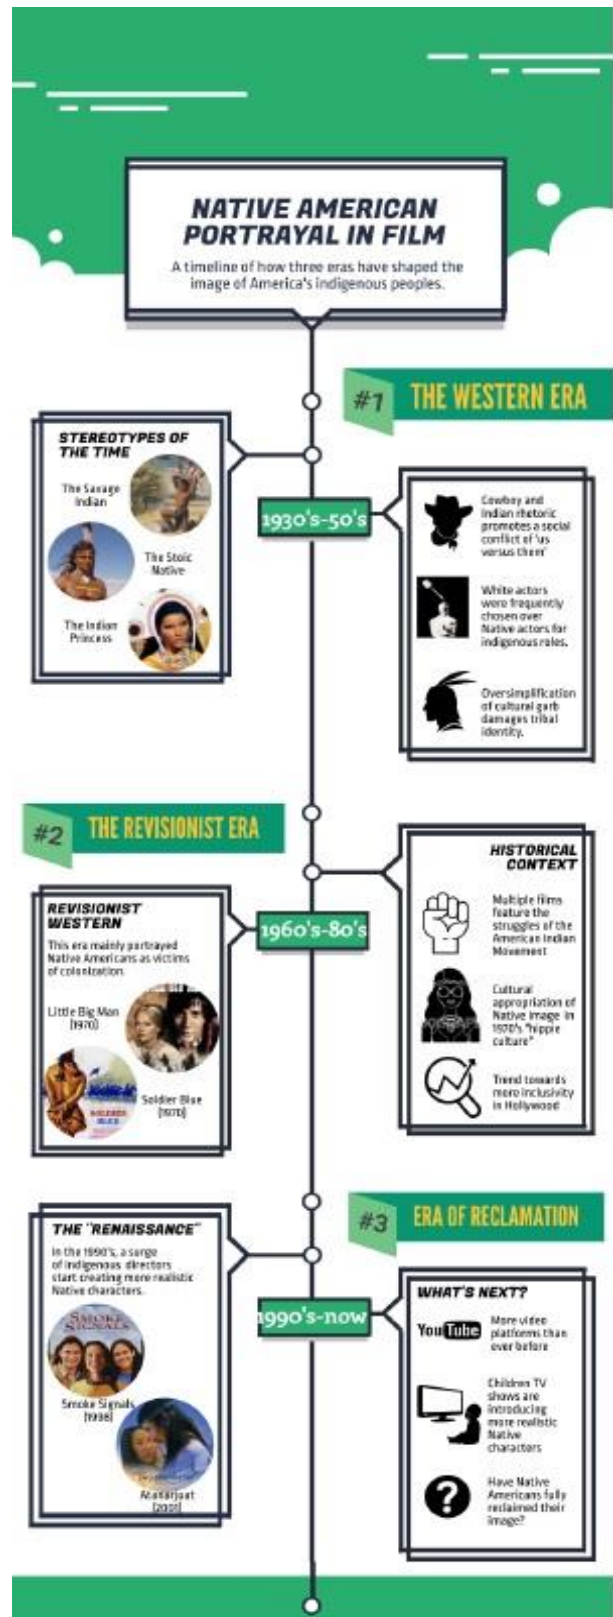 NATIVE AMERICAN
PORTRAYAL IN FILM
A timeline of how three eras have shaped the
image of America's indigenous peoples.
#1
THE WESTERN ERA
STEREOTYPES OF
THE TIME
The Savage
Indian
The Stoic
Native
The Indian
Princess
1930's-50's
Cowboy and
Indian rhetoric
promotes a social
conflict of 'us
versus them'
White actors
were frequently
chosen over
Native actors for
indigenous roles.
Oversimplification
of cultural garb
damages tribal
identity.
#2
THE REVISIONIST ERA
REVISIONIST
WESTERN
This era mainly portrayed
Native Americans as victims
of colonization.
Little Big Man
(1970)
SOLDIER
BLUE
Soldier Blue
(1970)
1960's-80's
HISTORICAL
CONTEXT
Multiple films
feature the
struggles of the
American Indian
Movement
Cultural
appropriation of
Native image in
1970's "hippie
culture"
Trend towards
more inclusivity
in Hollywood
#3
ERA OF RECLAMATION
THE "RENAISSANCE"
In the 1990's, a surge
of Indigenous directors
start creating more realistic
Native characters.
SMOKE
SIGNALS
Smoke Signals
(1998)
Atanarjuat
(2001)
1990's-now
WHAT'S NEXT?
YouTube
More video
platforms than
ever before
Children TV
shows are
introducing
more realistic
Native
characters
?
Have Native
Americans fully
reclaimed their
image?